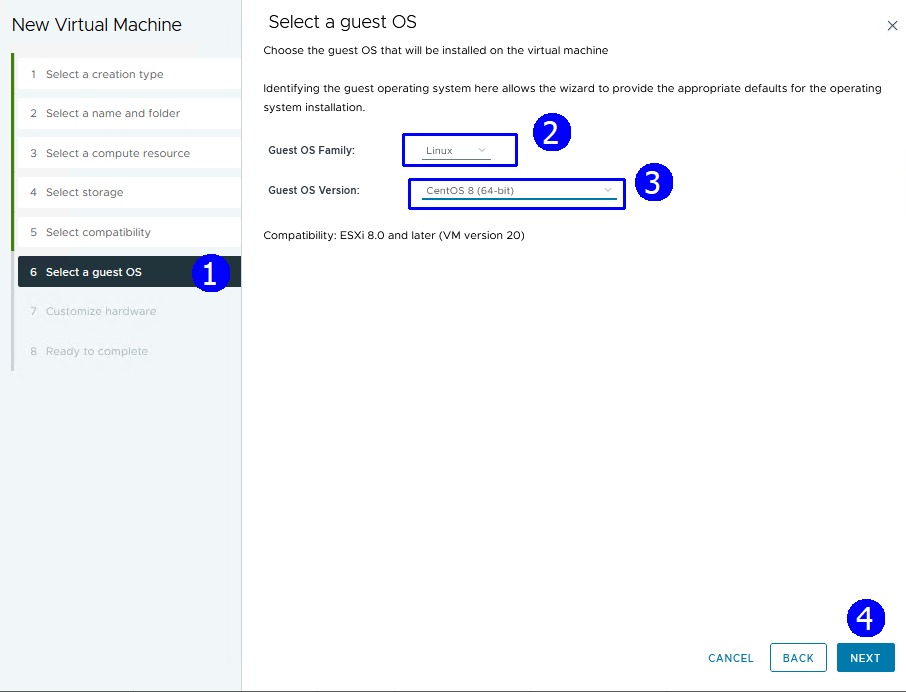 New Virtual Machine
1 Select a creation type
2 Select a name and folder
3 Select a compute resource
4 Select storage
5 Select compatibility
6 Select a guest OS
1
7 Customize hardware
8 Ready to complete
Select a guest OS
Choose the guest OS that will be installed on the virtual machine
Identifying the guest operating system here allows the wizard to provide the appropriate defaults for the operating
system installation.
Guest OS Family: Linux
2
Guest OS Version: CentOS 8 (64-bit)
3
Compatibility: ESXi 8.0 and later (VM version 20)
4
CANCEL BACK NEXT